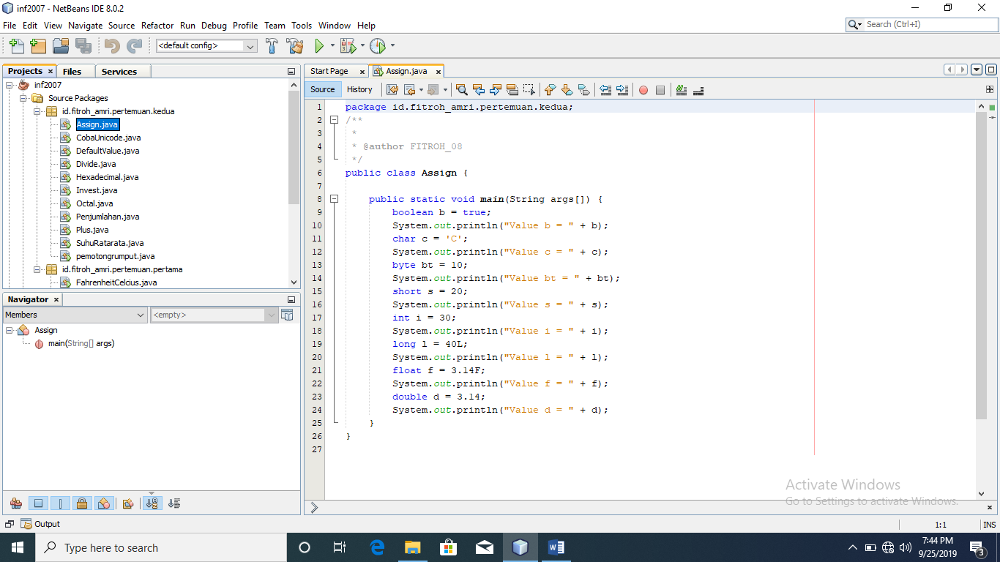 inf2007 - NetBeans IDE 8.0.2
File Edit View Navigate Source Refactor Run Debug Profile Team Tools Window Help
Search (Ctrl+I)
<default config>
Projects Files Services
inf2007
Source Packages
id.fitroh_amri.pertemuan.kedua
Assign.java
CobaUnicode.java
DefaultValue.java
Divide.java
Hexadecimal.java
Invest.java
Octal.java
Penjumlahan.java
Plus.java
SuhuRatarata.java
pemotongrumput.java
id.fitroh_amri.pertemuan.pertama
FahrenheitCelcius.java
Navigator
Members <empty>
Assign
main(String[] args)
Start Page Assign.java
Source History
1 package id.fitroh_amri.pertemuan.kedua;
2 /**
3 *
4 * @author FITROH_08
5 */
6 public class Assign {
7
8 public static void main(String args[]) {
9 boolean b = true;
10 System.out.println("Value b = " + b);
11 char c = 'C';
12 System.out.println("Value c = " + c);
13 byte bt = 10;
14 System.out.println("Value bt = " + bt);
15 short s = 20;
16 System.out.println("Value s = " + s);
17 int i = 30;
18 System.out.println("Value i = " + i);
19 long l = 40L;
20 System.out.println("Value l = " + l);
21 float f = 3.14F;
22 System.out.println("Value f = " + f);
23 double d = 3.14;
24 System.out.println("Value d = " + d);
25 }
26 }
27
Activate Windows
Go to Settings to activate Windows.
Output
1:1 INS
Type here to search
7:44 PM
9/25/2019
3